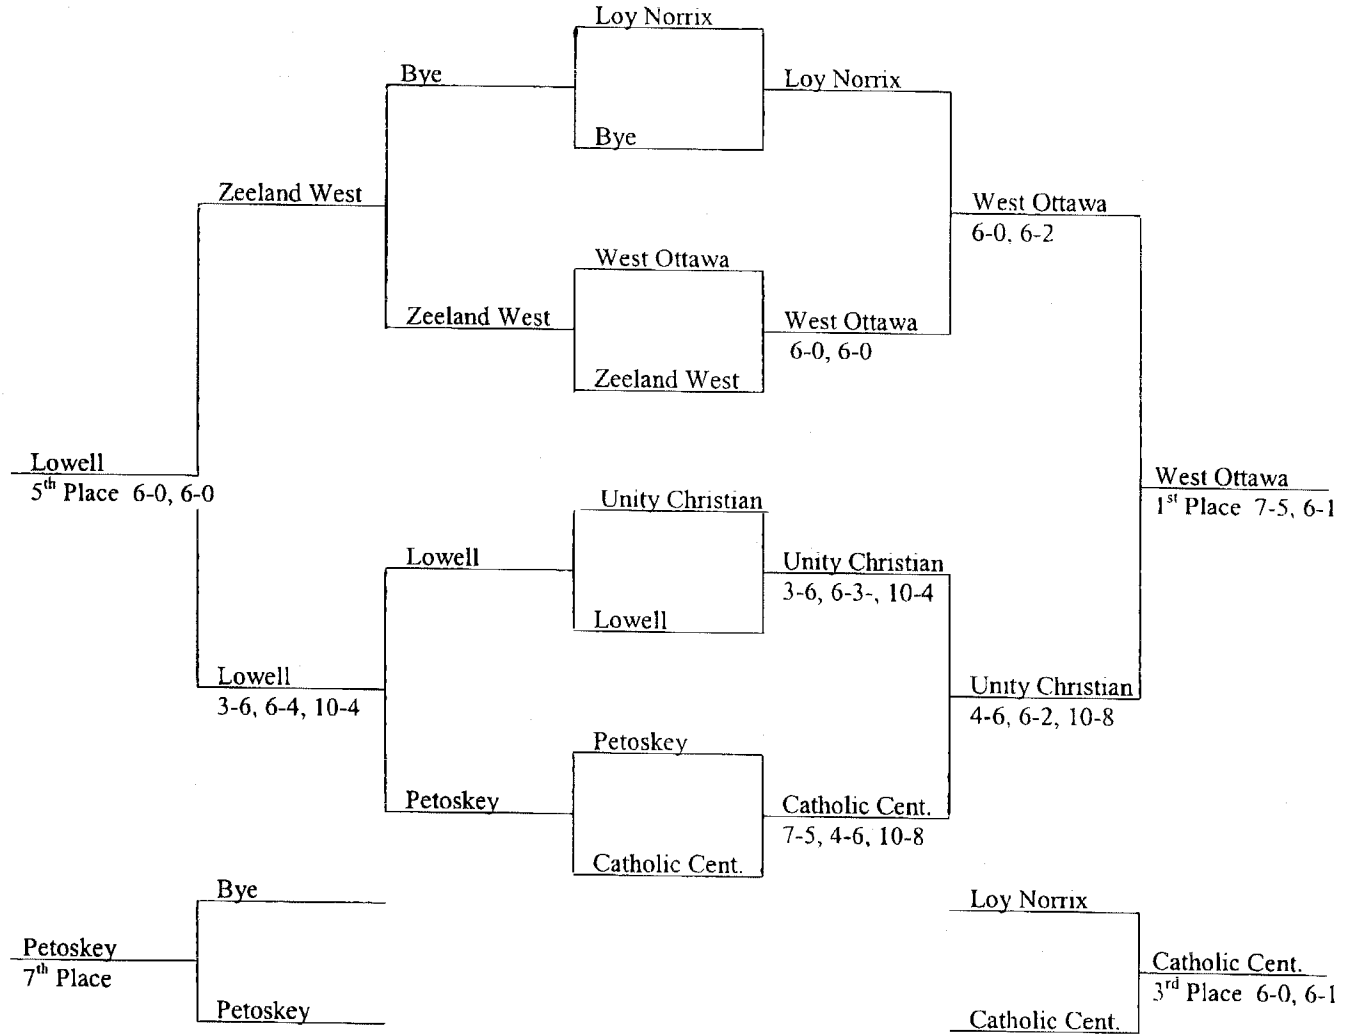 Loy Norrix
Bye
Loy Norrix
Bye
Zeeland West
West Ottawa
6-0, 6-2
West Ottawa
Zeeland West
West Ottawa
6-0, 6-0
Zeeland West
Lowell
5th Place 6-0, 6-0
West Ottawa
1st Place 7-5, 6-1
Unity Christian
Lowell
Unity Christian
3-6, 6-3-, 10-4
Lowell
Lowell
3-6, 6-4, 10-4
Unity Christian
4-6, 6-2, 10-8
Petoskey
Petoskey
Catholic Cent.
7-5, 4-6, 10-8
Catholic Cent.
Bye
Loy Norrix
Petoskey
7th Place
Catholic Cent.
3rd Place 6-0, 6-1
Petoskey
Catholic Cent.